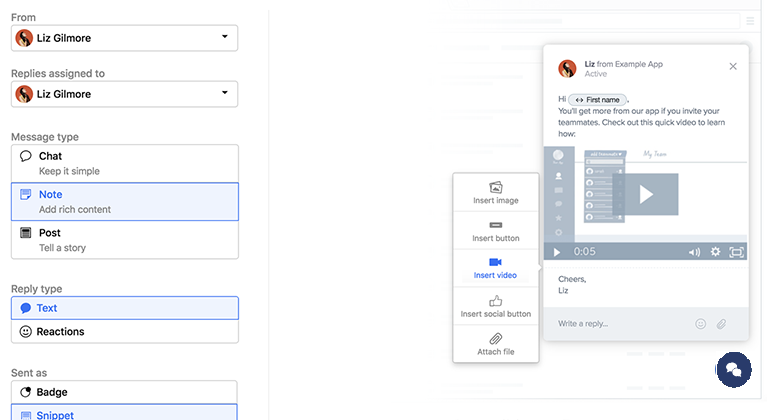 From
Liz Gilmore
Replies assigned to
Liz Gilmore
Message type
Chat
Keep it simple
Note
Add rich content
Post
Tell a story
Reply type
Text
Reactions
Sent as
Badge
Snippet
Insert image
Insert button
Insert video
Insert social button
Attach file
Liz from Example App
Active
Hi First name,
You'll get more from our app if you invite your
teammates. Check out this quick video to learn
how:
My Team
0:05
Cheers,
Liz
Write a reply...